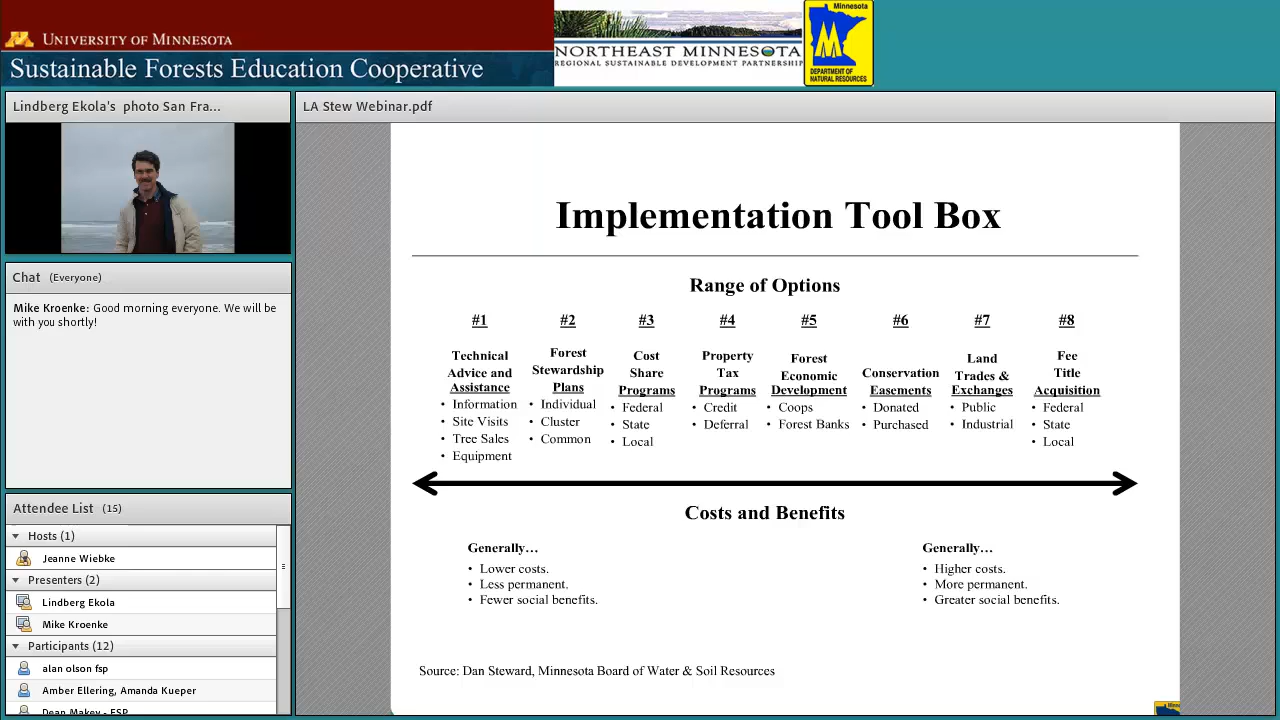 UNIVERSITY OF MINNESOTA
Sustainable Forests Education Cooperative
NORTHEAST MINNESOTA
REGIONAL SUSTAINABLE DEVELOPMENT PARTNERSHIP
Minnesota
DEPARTMENT OF
NATURAL RESOURCES
Lindberg Ekola's photo San Fra...
Chat (Everyone)
Mike Kroenke: Good morning everyone. We will be
with you shortly!
Attendee List (15)
Hosts (1)
Jeanne Wiebke
Presenters (2)
Lindberg Ekola
Mike Kroenke
Participants (12)
alan olson fsp
Amber Ellering, Amanda Kueper
Dean Makey - FSP
LA Stew Webinar.pdf
Implementation Tool Box
Range of Options
#1
Technical
Advice and
Assistance
• Information
• Site Visits
• Tree Sales
• Equipment
#2
Forest
Stewardship
Plans
• Individual
• Cluster
• Common
#3
Cost
Share
Programs
• Federal
• State
• Local
#4
Property
Tax
Programs
• Credit
• Deferral
#5
Forest
Economic
Development
• Coops
• Forest Banks
#6
Conservation
Easements
• Donated
• Purchased
#7
Land
Trades &
Exchanges
• Public
• Industrial
#8
Fee
Title
Acquisition
• Federal
• State
• Local
Costs and Benefits
Generally…
• Lower costs.
• Less permanent.
• Fewer social benefits.
Generally…
• Higher costs.
• More permanent.
• Greater social benefits.
Source: Dan Steward, Minnesota Board of Water & Soil Resources